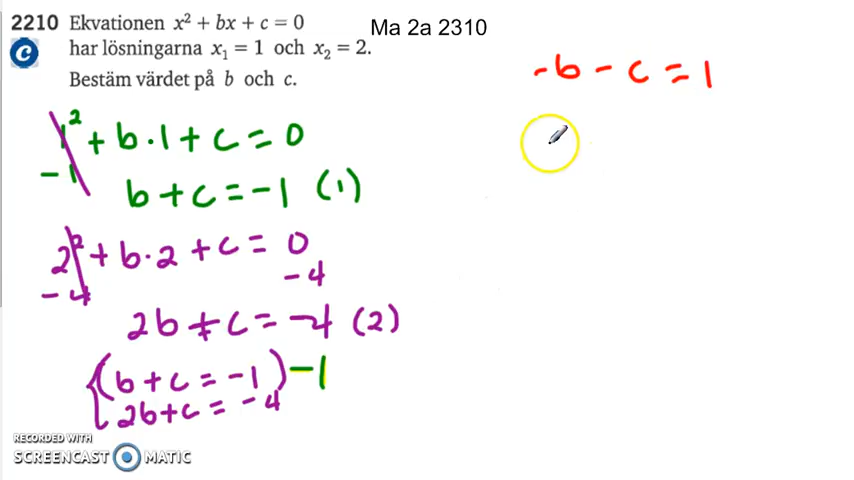 2210 Ekvationen x² + bx + c = 0
har lösningarna x₁ = 1 och x₂ = 2.
Bestäm värdet på b och c.
Ma 2a 2310
1² + b · 1 + c = 0
-1
b + c = -1 (1)
2² + b · 2 + c = 0
-4 -4
2b + c = -4 (2)
{(b + c = -1) -1
2b + c = -4
-b - c = 1
RECORDED WITH
SCREENCAST MATIC